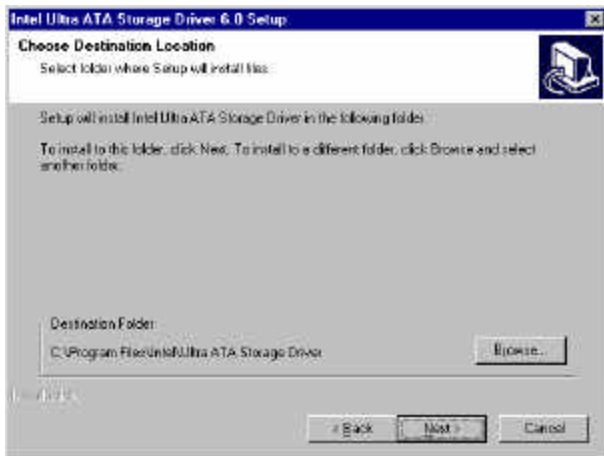 Intel Ultra ATA Storage Driver 6.0 Setup
Choose Destination Location
Select folder where Setup will install files.
Setup will install Intel Ultra ATA Storage Driver in the following folder.
To install to this folder, click Next. To install to a different folder, click Browse and select
another folder.
Destination Folder
C:\Program Files\Intel\Ultra ATA Storage Driver
Browse...
< Back
Next >
Cancel